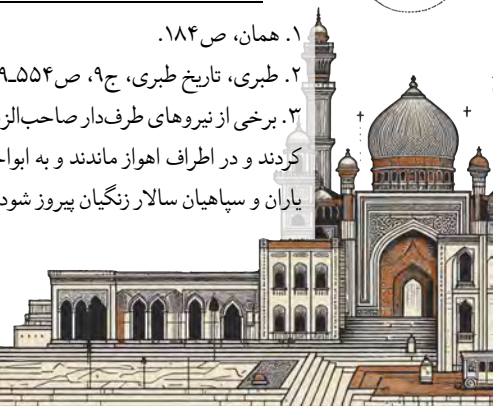 ۱. همان، ص۱۸۴.
۲. طبری، تاریخ طبری، ج۹، ص۵۵۴ـ۹
۳. برخی از نیروهای طرف‌دار صاحب‌الز
کردند و در اطراف اهواز ماندند و به ابوا
یاران و سپاهیان سالار زنگیان پیروز شود